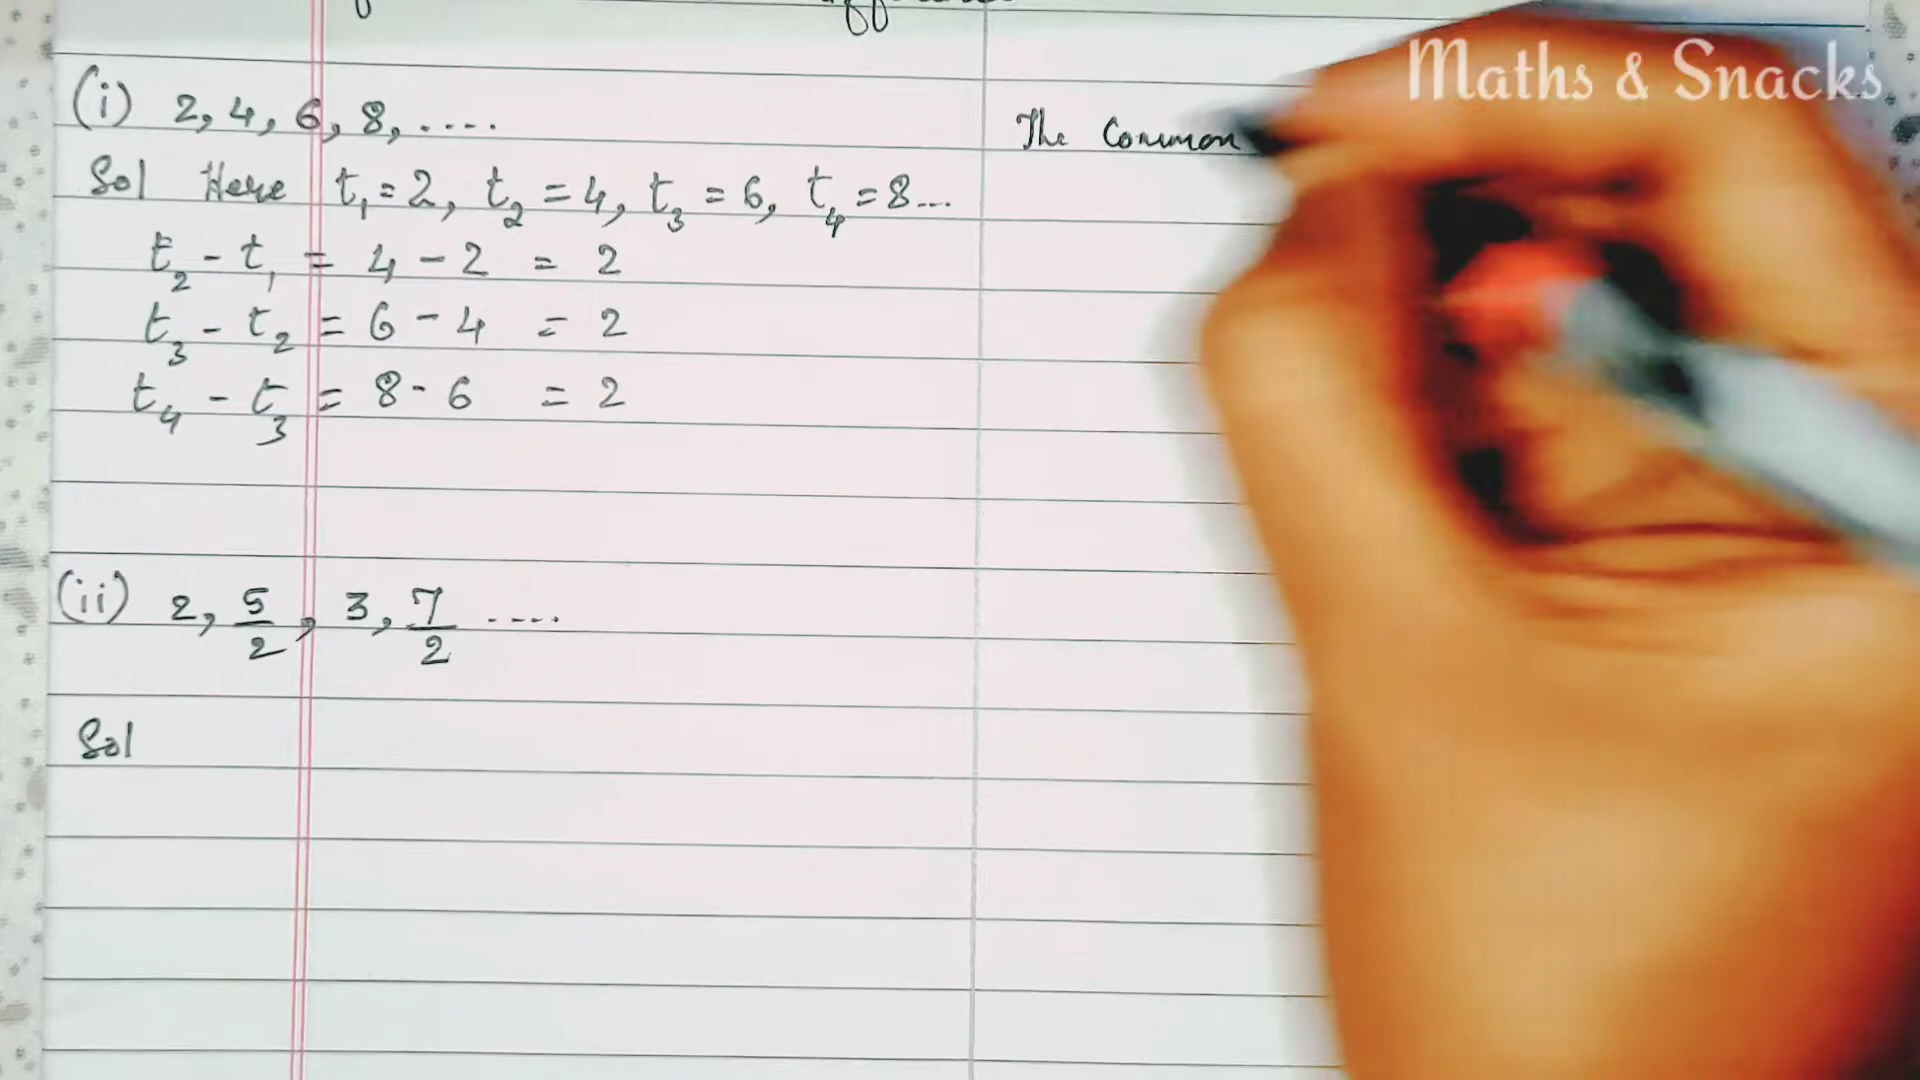 (i) 2, 4, 6, 8, ....
Sol Here t₁ = 2, t₂ = 4, t₃ = 6, t₄ = 8...
t₂ - t₁ = 4 - 2 = 2
t₃ - t₂ = 6 - 4 = 2
t₄ - t₃ = 8 - 6 = 2
(ii) 2, 5/2, 3, 7/2 ....
Sol
The Common
Maths & Snacks